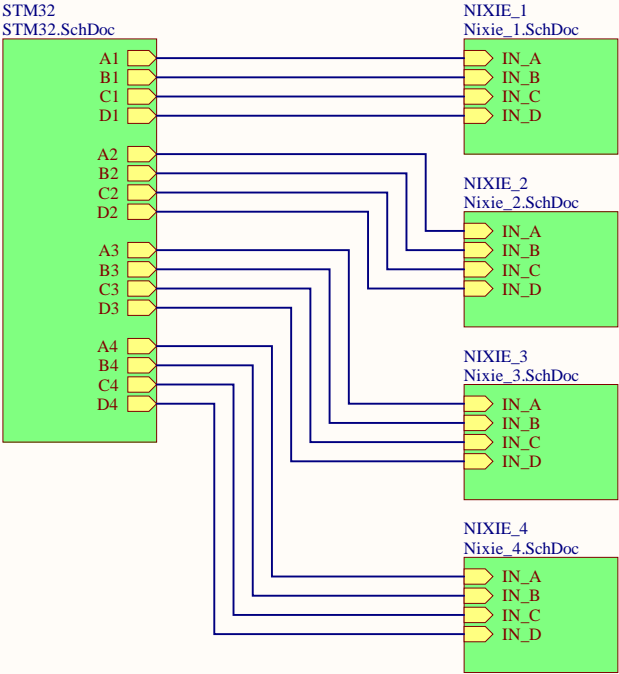 STM32
STM32.SchDoc
A1
B1
C1
D1
A2
B2
C2
D2
A3
B3
C3
D3
A4
B4
C4
D4
NIXIE_1
Nixie_1.SchDoc
IN_A
IN_B
IN_C
IN_D
NIXIE_2
Nixie_2.SchDoc
IN_A
IN_B
IN_C
IN_D
NIXIE_3
Nixie_3.SchDoc
IN_A
IN_B
IN_C
IN_D
NIXIE_4
Nixie_4.SchDoc
IN_A
IN_B
IN_C
IN_D